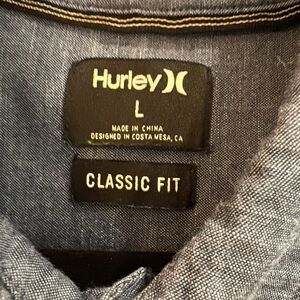 Hurley
L
MADE IN CHINA
DESIGNED IN COSTA MESA, CA
CLASSIC FIT